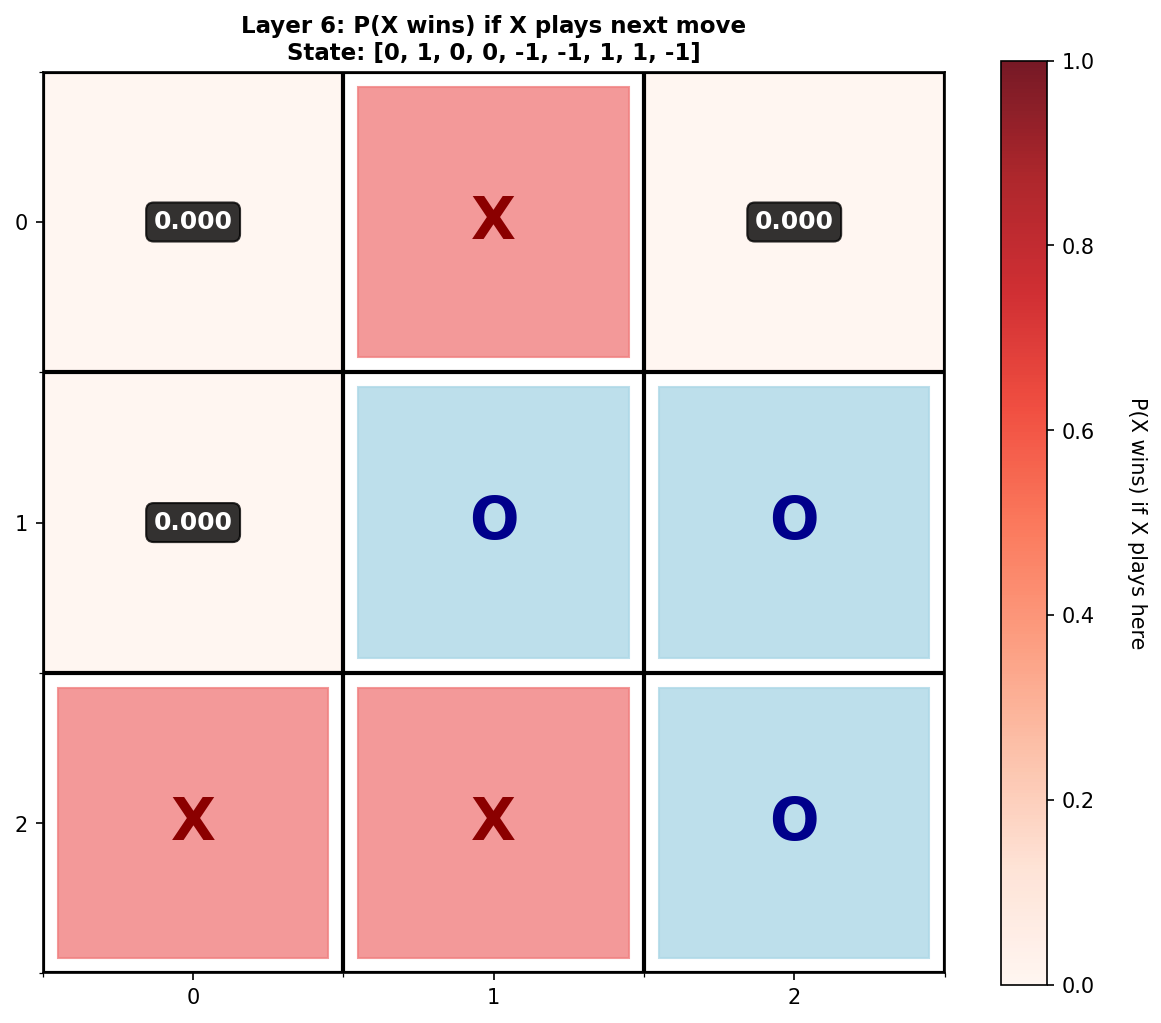 Layer 6: P(X wins) if X plays next move
State: [0, 1, 0, 0, -1, -1, 1, 1, -1]
0.000
X
0.000
0
0.000
O
O
1
X
X
O
2
0
1
2
1.0
0.8
0.6
0.4
0.2
0.0
P(X wins) if X plays here